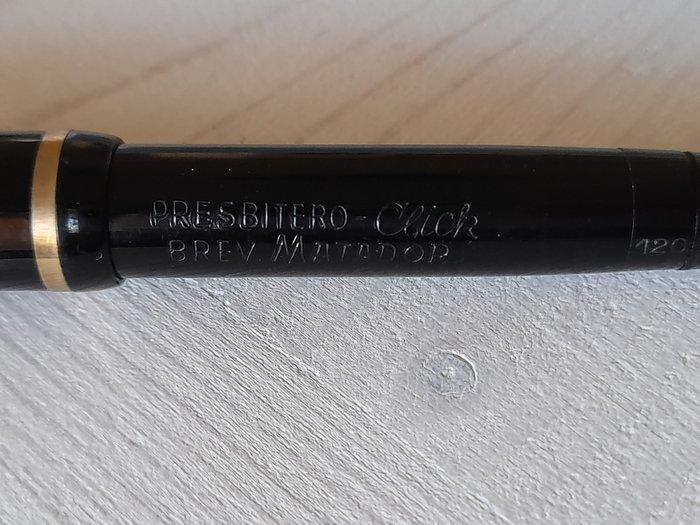 PRESBITERO - Click
BREV. MATADOR
120